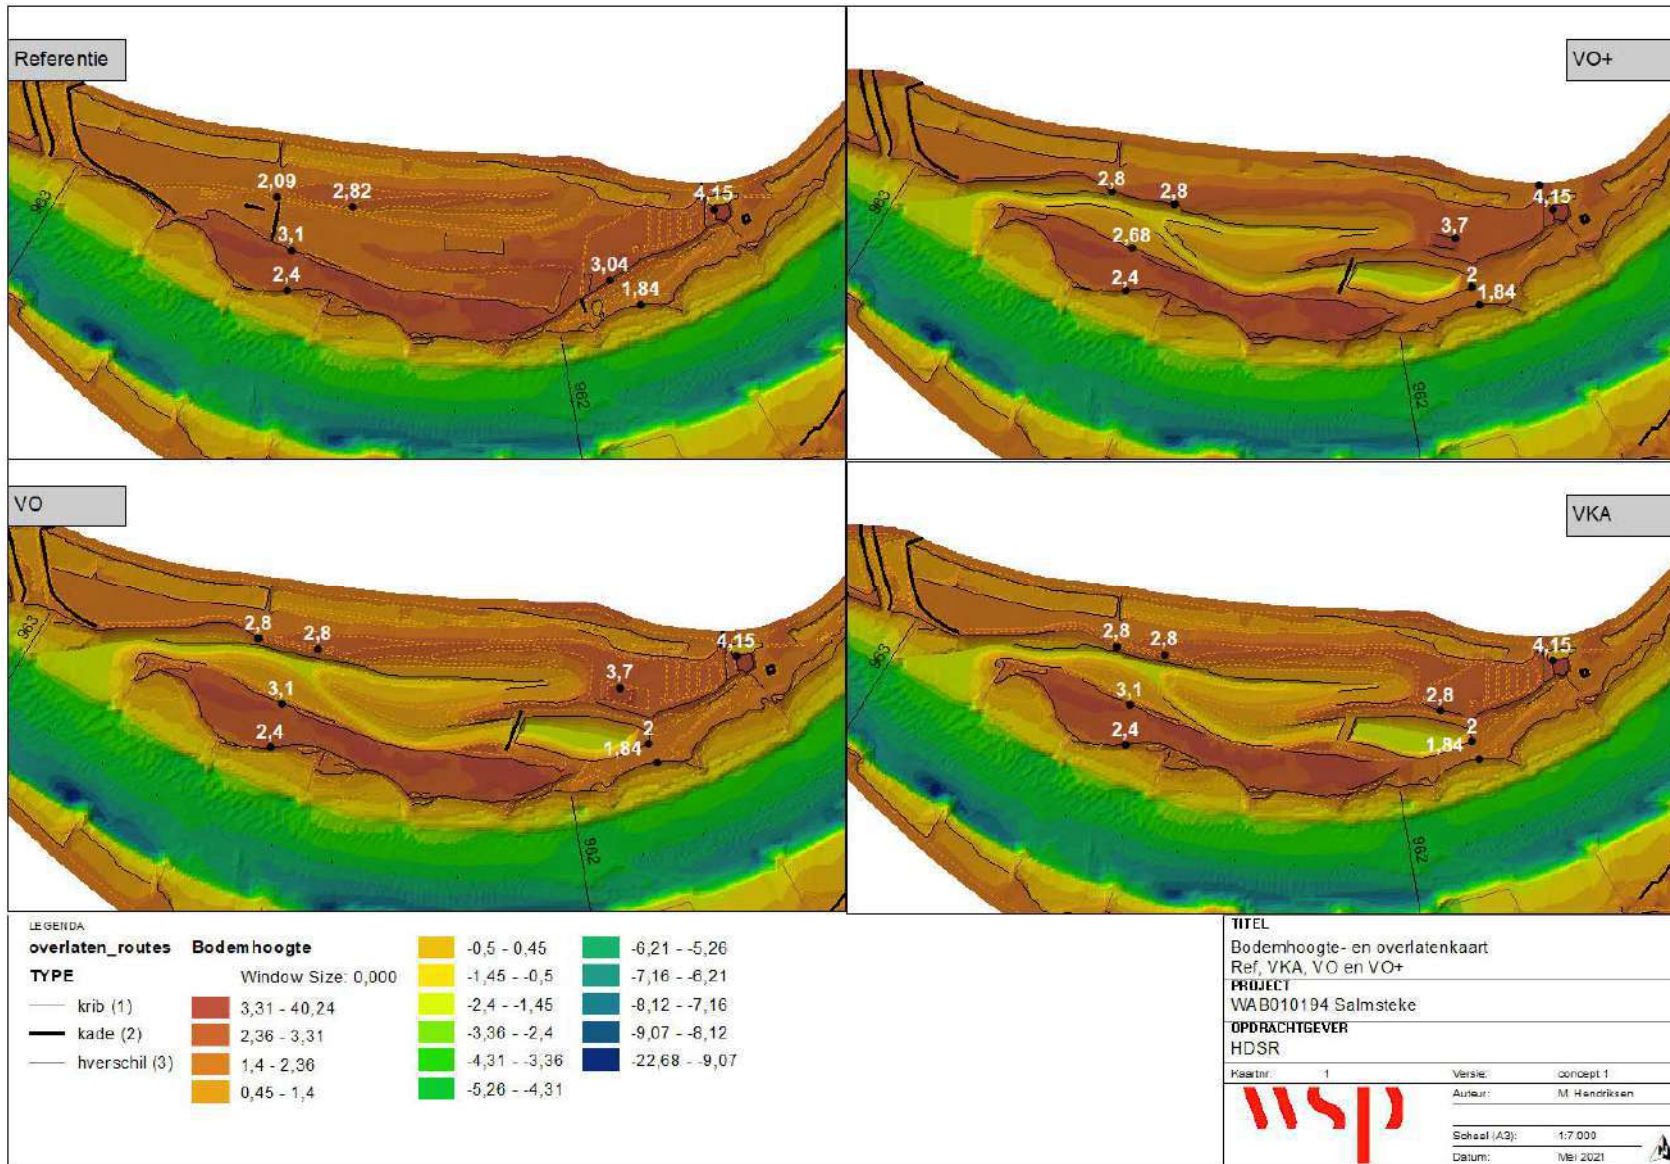 Referentie
2,09
2,82
4,15
3,1
3,04
2,4
1,84
963
962
VO+
2,8
2,8
4,15
3,7
2,68
2
2,4
1,84
963
962
VO
2,8
2,8
4,15
3,7
3,1
2
2,4
1,84
963
962
VKA
2,8
2,8
4,15
3,1
2,8
2
2,4
1,84
963
962
LEGENDA
overlaten_routes
TYPE
krib (1)
kade (2)
hverschil (3)
Bodemhoogte
Window Size: 0,000
3,31 - 40,24
2,36 - 3,31
1,4 - 2,36
0,45 - 1,4
-0,5 - 0,45
-1,45 - -0,5
-2,4 - -1,45
-3,36 - -2,4
-4,31 - -3,36
-5,26 - -4,31
-6,21 - -5,26
-7,16 - -6,21
-8,12 - -7,16
-9,07 - -8,12
-22,68 - -9,07
TITEL
Bodemhoogte- en overlatenkaart
Ref, VKA, VO en VO+
PROJECT
WAB010194 Salmsteke
OPDRACHTGEVER
HDSR
Kaartnr. 1
Versie: concept 1
Auteur: M. Hendriksen
Schaal (A3): 1:7.000
Datum: Mei 2021
wsp